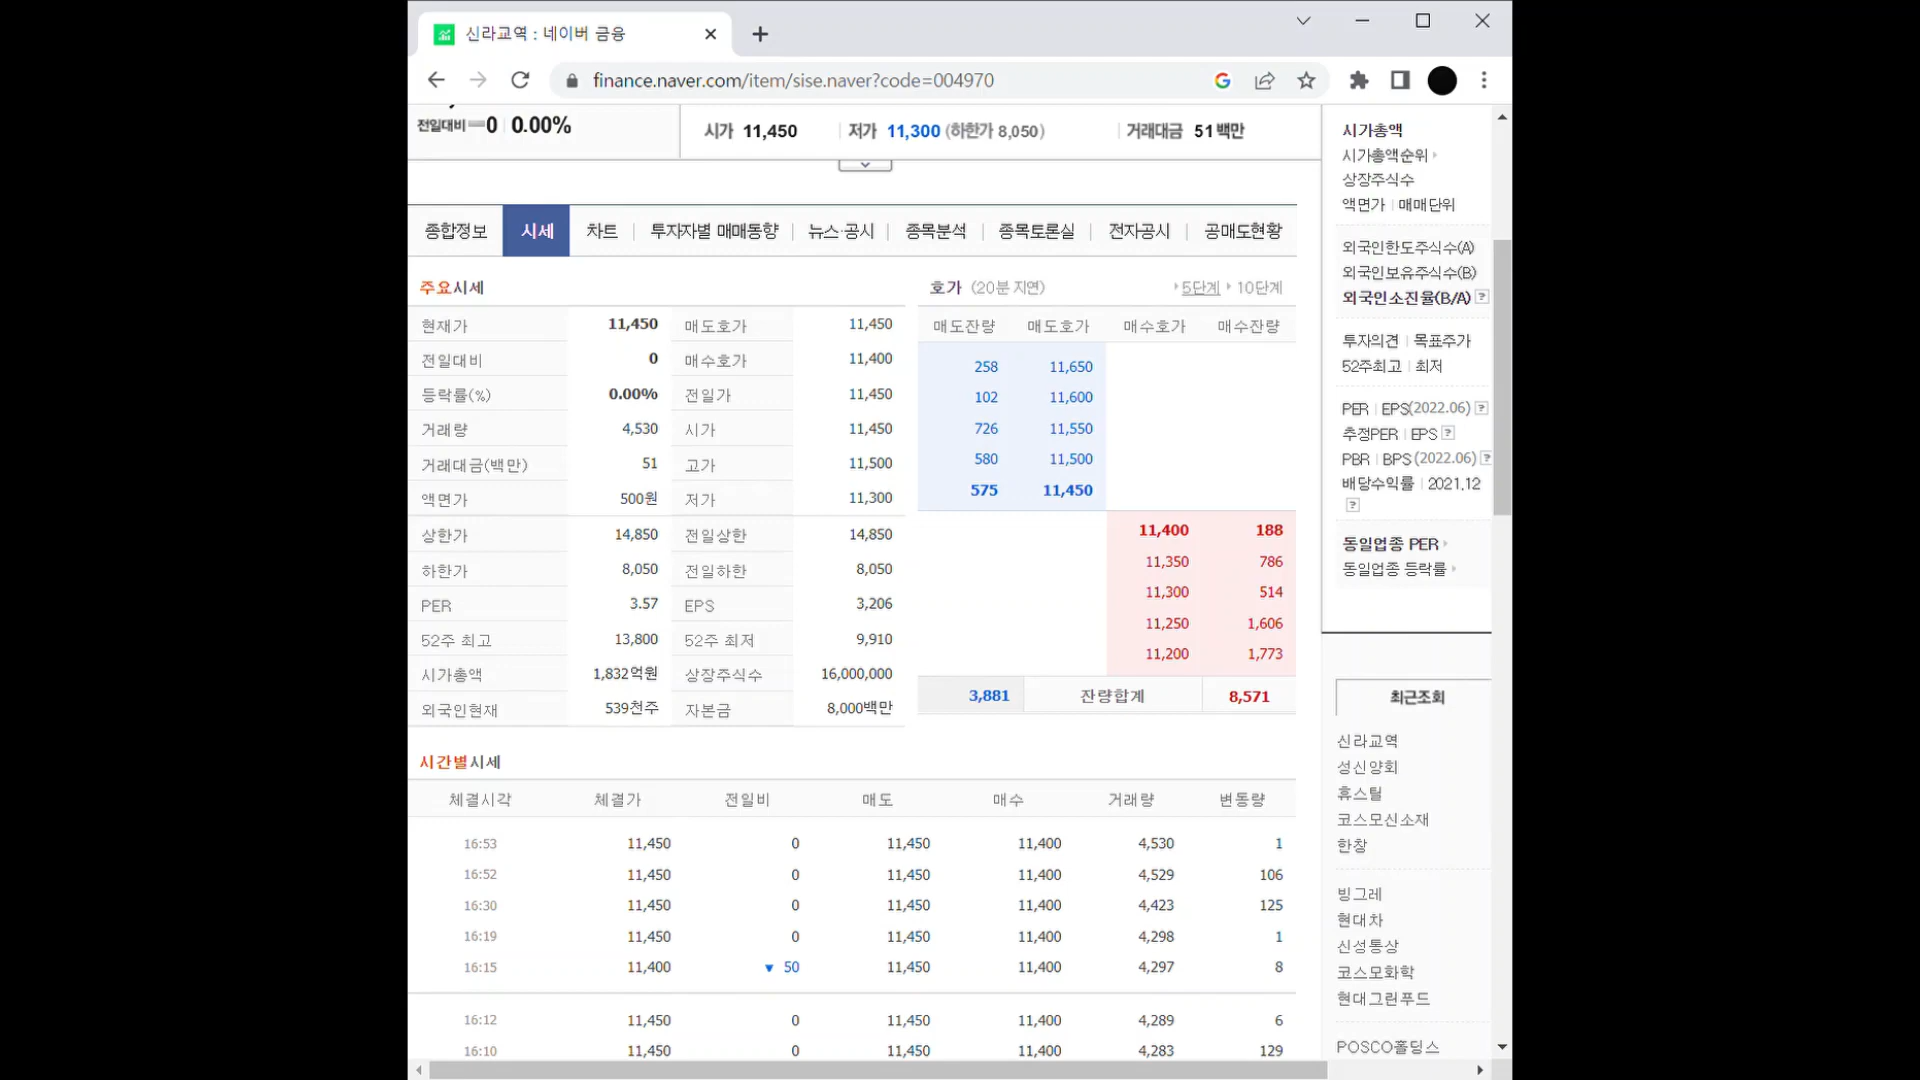 신라교역 : 네이버 금융
finance.naver.com/item/sise.naver?code=004970
전일대비 0 0.00%
시가 11,450 저가 11,300 (하한가 8,050) 거래대금 51 백만
종합정보 시세 차트 투자자별 매매동향 뉴스·공시 종목분석 종목토론실 전자공시 공매도현황
주요시세
현재가 11,450 매도호가 11,450
전일대비 0 매수호가 11,400
등락률(%) 0.00% 전일가 11,450
거래량 4,530 시가 11,450
거래대금(백만) 51 고가 11,500
액면가 500원 저가 11,300
상한가 14,850 전일상한 14,850
하한가 8,050 전일하한 8,050
PER 3.57 EPS 3,206
52주 최고 13,800 52주 최저 9,910
시가총액 1,832억원 상장주식수 16,000,000
외국인현재 539천주 자본금 8,000백만
호가 (20분 지연) 5단계 10단계
매도잔량 매도호가 매수호가 매수잔량
258 11,650
102 11,600
726 11,550
580 11,500
575 11,450
11,400 188
11,350 786
11,300 514
11,250 1,606
11,200 1,773
3,881 잔량합계 8,571
시간별시세
체결시각 체결가 전일비 매도 매수 거래량 변동량
16:53 11,450 0 11,450 11,400 4,530 1
16:52 11,450 0 11,450 11,400 4,529 106
16:30 11,450 0 11,450 11,400 4,423 125
16:19 11,450 0 11,450 11,400 4,298 1
16:15 11,400 ▼ 50 11,450 11,400 4,297 8
16:12 11,450 0 11,450 11,400 4,289 6
16:10 11,450 0 11,450 11,400 4,283 129
시가총액
시가총액순위
상장주식수
액면가 | 매매단위
외국인한도주식수(A)
외국인보유주식수(B)
외국인소진율(B/A) ?
투자의견 | 목표주가
52주최고 | 최저
PER | EPS(2022.06) ?
추정PER | EPS ?
PBR | BPS(2022.06) ?
배당수익률 | 2021.12
?
동일업종 PER
동일업종 등락률
최근조회
신라교역
성신양회
휴스틸
코스모신소재
한창
빙그레
현대차
신성통상
코스모화학
현대그린푸드
POSCO홀딩스